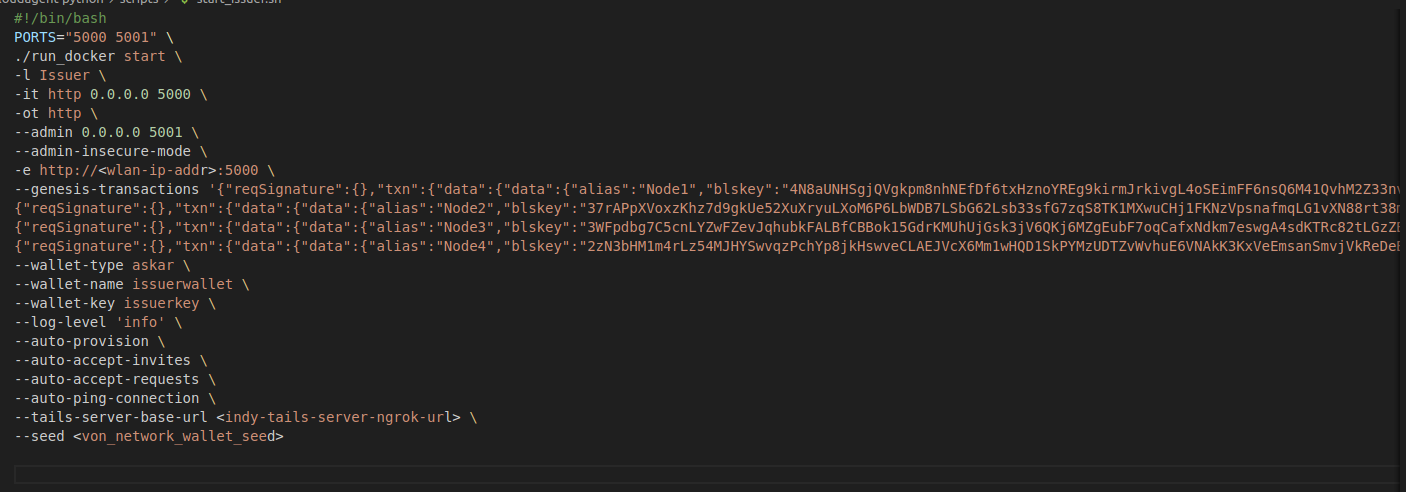 python > scripts > start_issuer.sh
#!/bin/bash
PORTS="5000 5001" \
./run_docker start \
-l Issuer \
-it http 0.0.0.0 5000 \
-ot http \
--admin 0.0.0.0 5001 \
--admin-insecure-mode \
-e http://<wlan-ip-addr>:5000 \
--genesis-transactions '{"reqSignature":{},"txn":{"data":{"data":{"alias":"Node1","blskey":"4N8aUNHSgjQVgkpm8nhNEfDf6txHznoYREg9kirmJrkivgL4oSEimFF6nsQ6M41QvhM2Z33nv
{"reqSignature":{},"txn":{"data":{"data":{"alias":"Node2","blskey":"37rAPpXVoxzKhz7d9gkUe52XuXryuLXoM6P6LbWDB7LSbG62Lsb33sfG7zqS8TK1MXwuCHj1FKNzVpsnafmqLG1vXN88rt38m
{"reqSignature":{},"txn":{"data":{"data":{"alias":"Node3","blskey":"3WFpdbg7C5cnLYZwFZevJqhubkFALBfCBBok15GdrKMUhUjGsk3jV6QKj6MZgEubF7oqCafxNdkm7eswgA4sdKTRc82tLGzZ
{"reqSignature":{},"txn":{"data":{"data":{"alias":"Node4","blskey":"2zN3bHM1m4rLz54MJHYSwvqzPchYp8jkHswveCLAEJVcX6Mm1wHQD1SkPYMzUDTZvWvhuE6VNAkK3KxVeEmsanSmvjVkReDe
--wallet-type askar \
--wallet-name issuerwallet \
--wallet-key issuerkey \
--log-level 'info' \
--auto-provision \
--auto-accept-invites \
--auto-accept-requests \
--auto-ping-connection \
--tails-server-base-url <indy-tails-server-ngrok-url> \
--seed <von_network_wallet_seed>